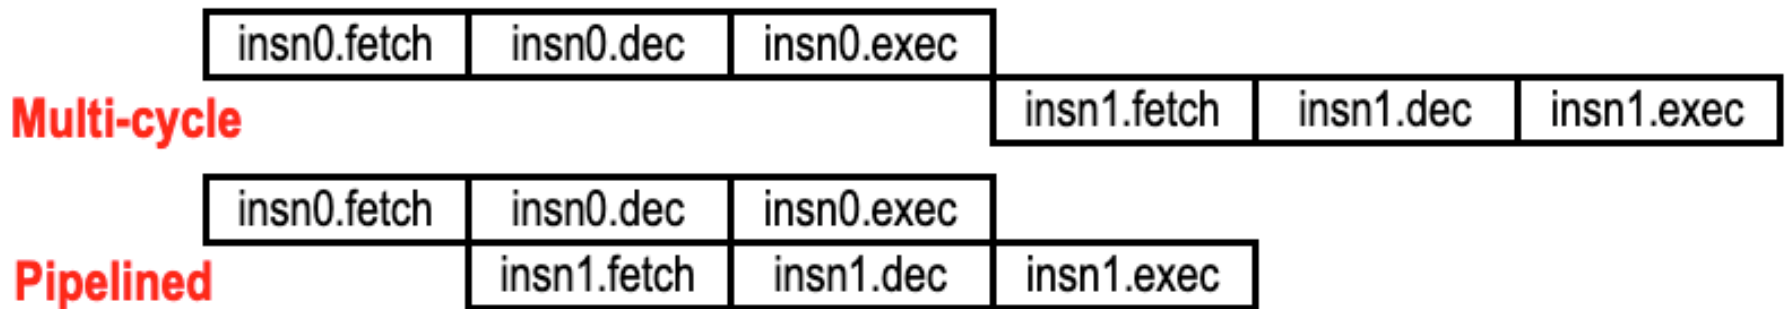 insn0.fetch insn0.dec insn0.exec
Multi-cycle insn1.fetch insn1.dec insn1.exec
insn0.fetch insn0.dec insn0.exec
Pipelined insn1.fetch insn1.dec insn1.exec